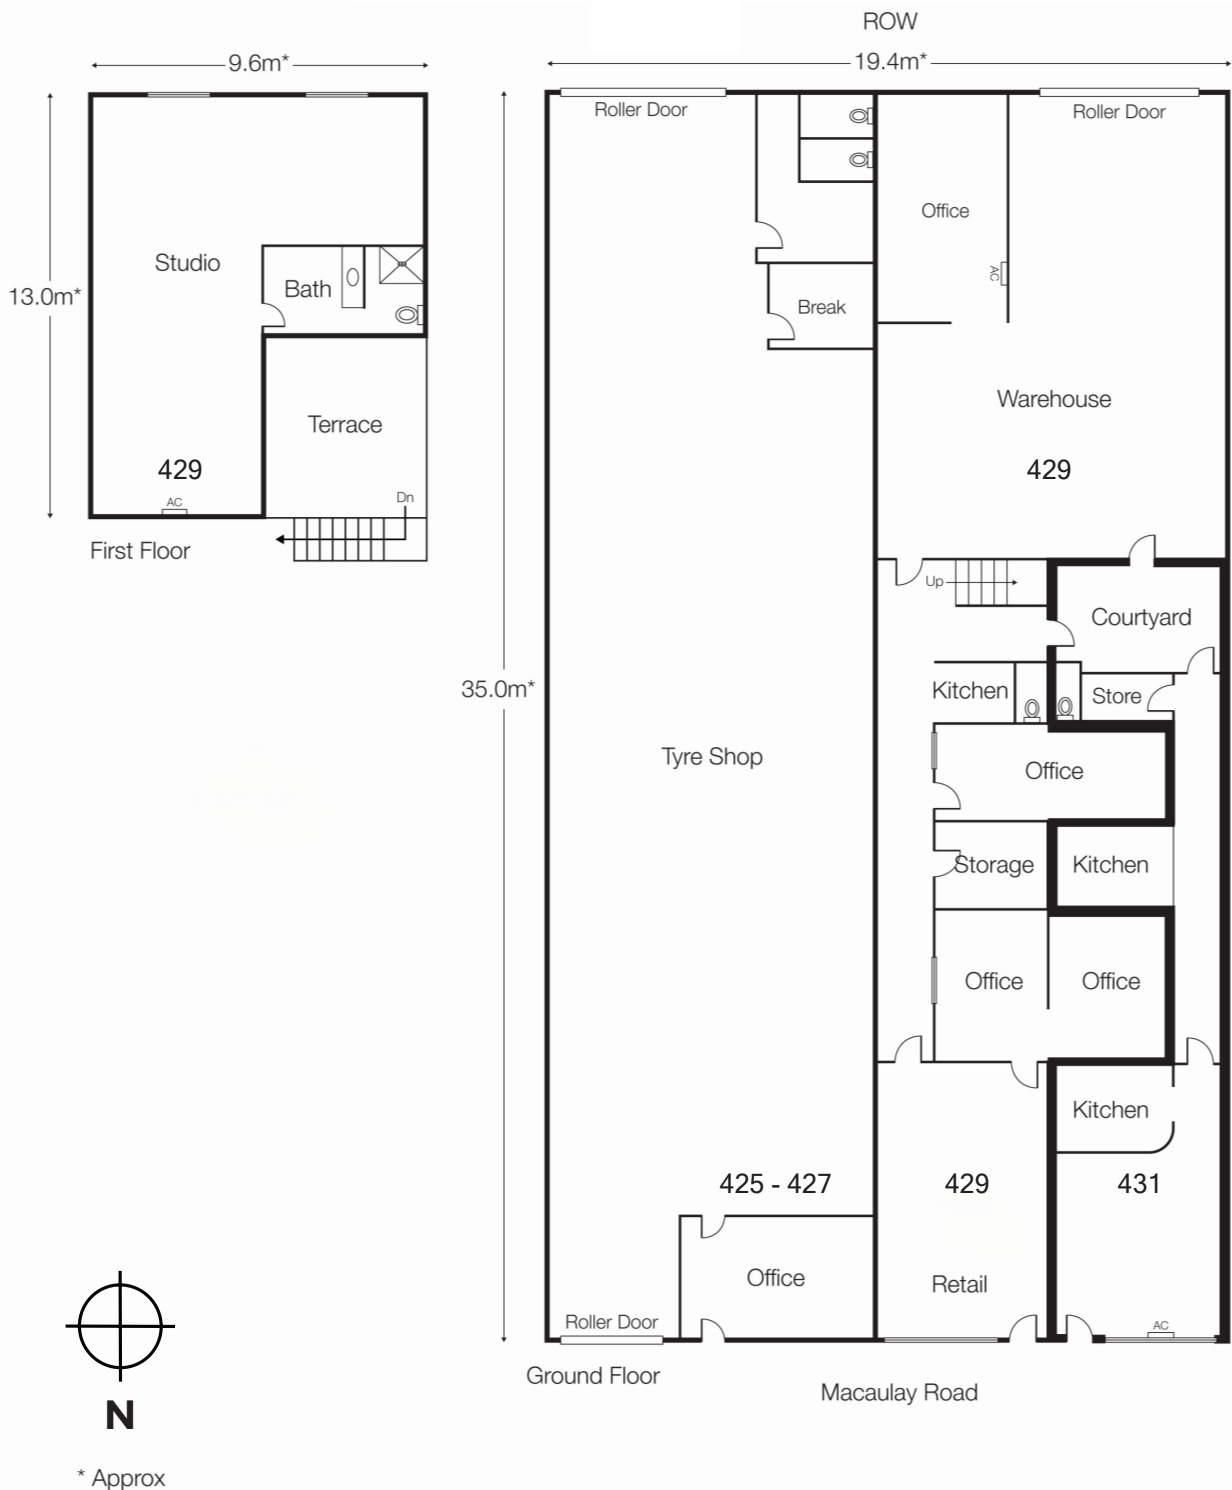 ROW
9.6m*
19.4m*
Roller Door
Roller Door
Office
Studio
AC
13.0m*
Bath
Break
Terrace
Warehouse
429
429
AC
Dn
First Floor
Up
Courtyard
35.0m*
Kitchen
Store
Tyre Shop
Office
Storage
Kitchen
Office
Office
Kitchen
425 - 427
429
431
Office
Retail
Roller Door
AC
Ground Floor
Macaulay Road
N
* Approx